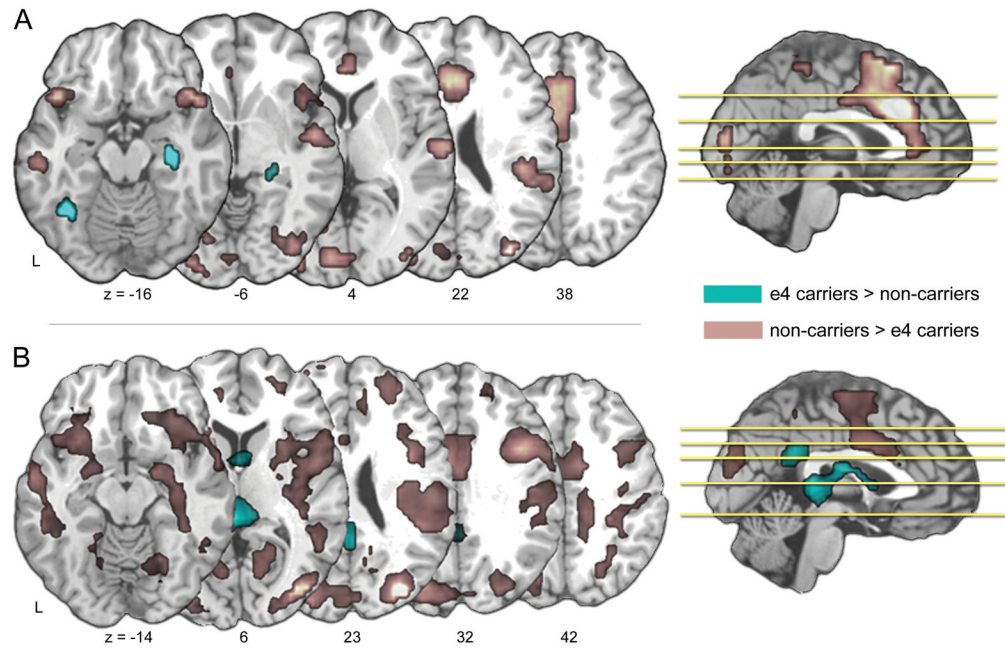 A
L
z = -16 -6 4 22 38
e4 carriers > non-carriers
non-carriers > e4 carriers
B
L
z = -14 6 23 32 42